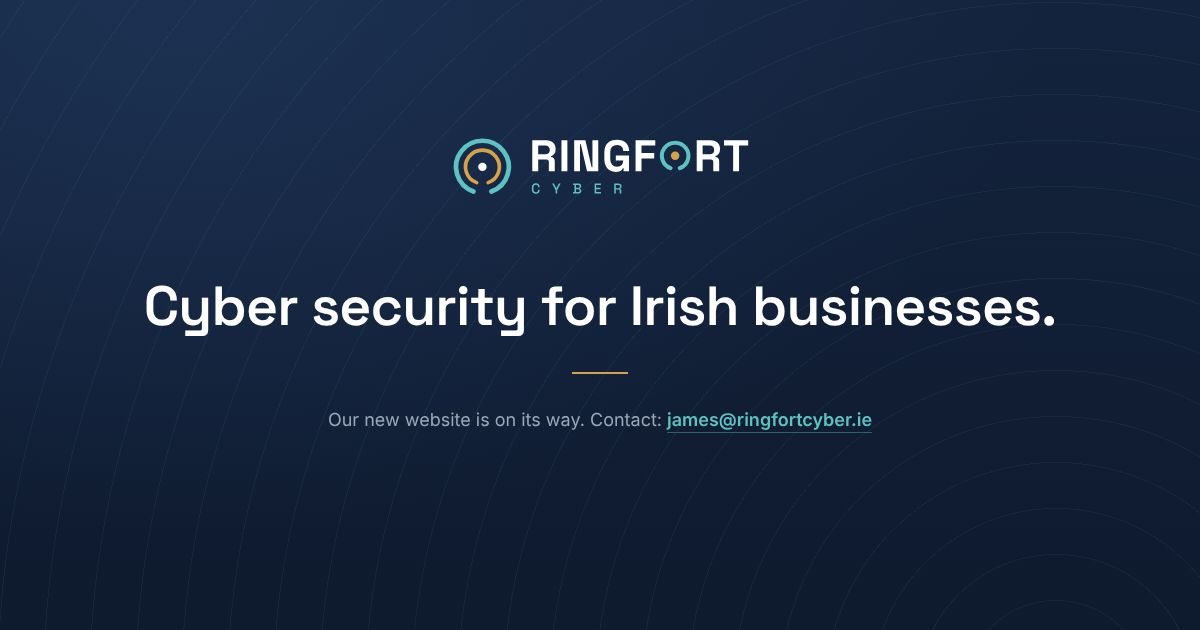 RINGFORT
CYBER
Cyber security for Irish businesses.
Our new website is on its way. Contact: james@ringfortcyber.ie